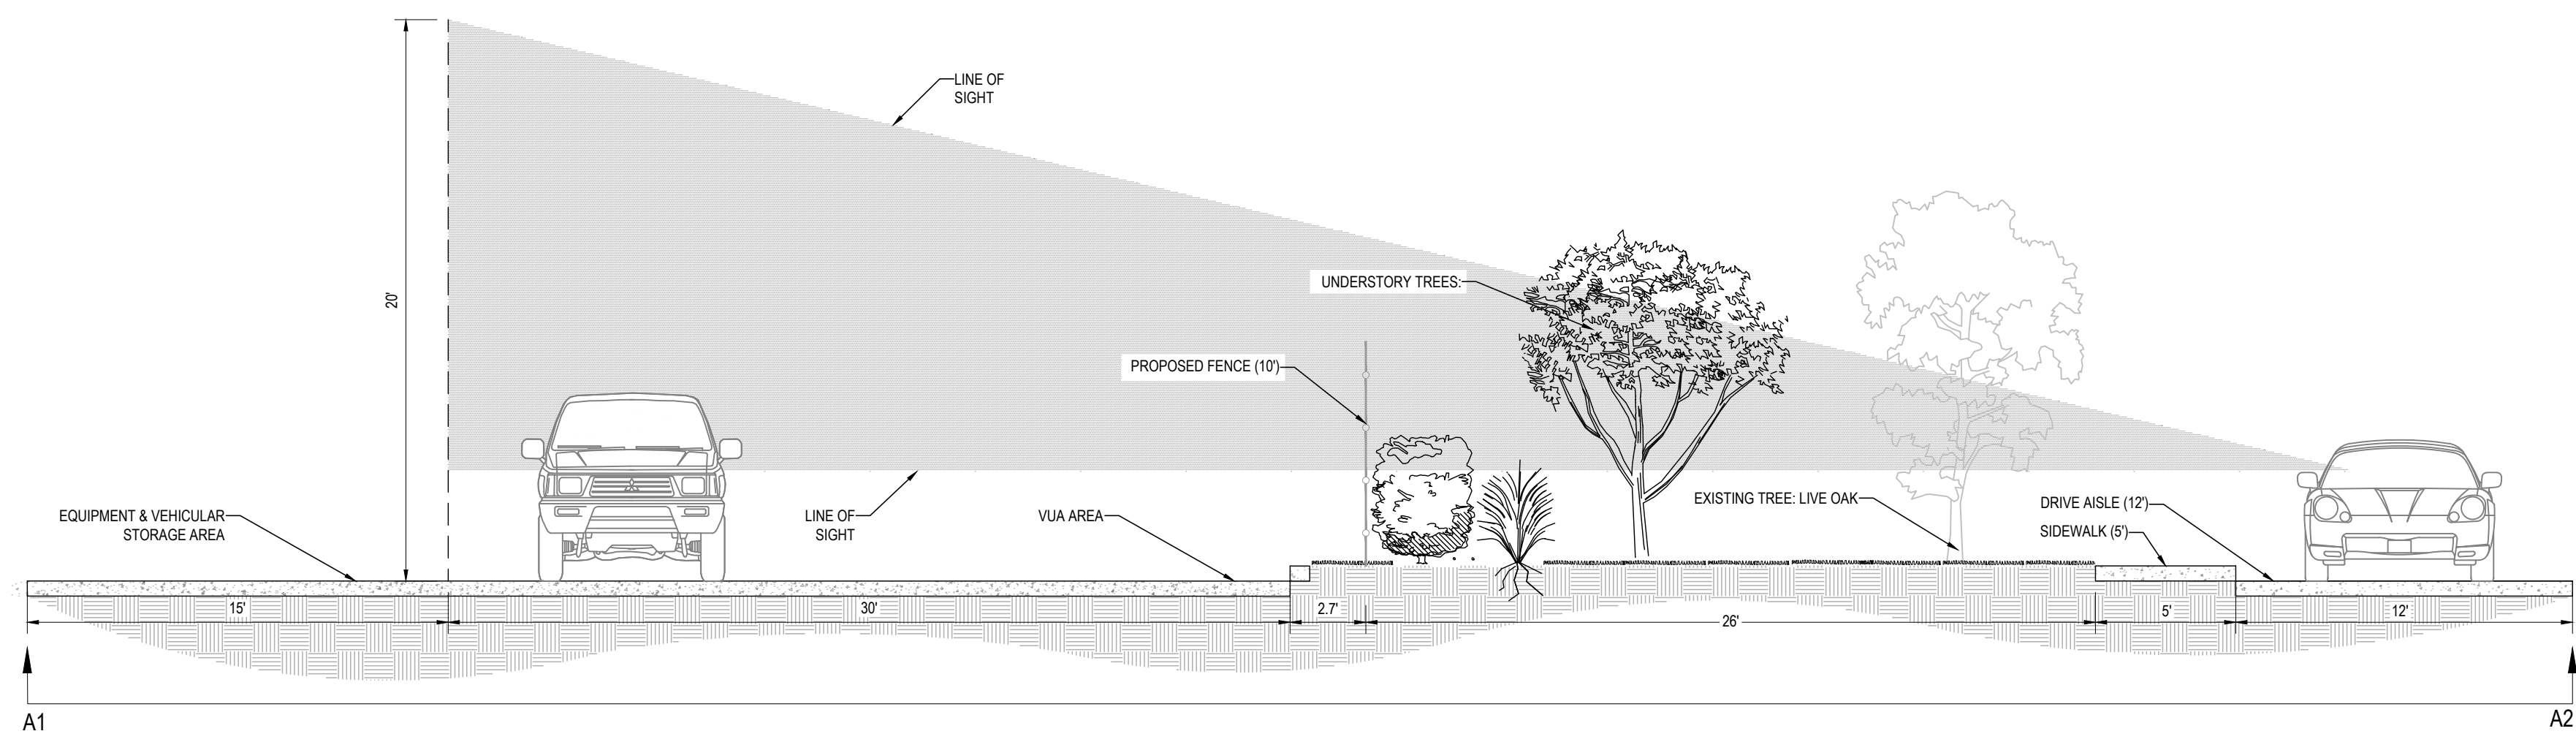 LINE OF
SIGHT
UNDERSTORY TREES:
20'
PROPOSED FENCE (10')
EXISTING TREE: LIVE OAK
DRIVE AISLE (12')
SIDEWALK (5')
EQUIPMENT & VEHICULAR
STORAGE AREA
LINE OF
SIGHT
VUA AREA
15'
30'
2.7'
26'
5'
12'
A1
A2